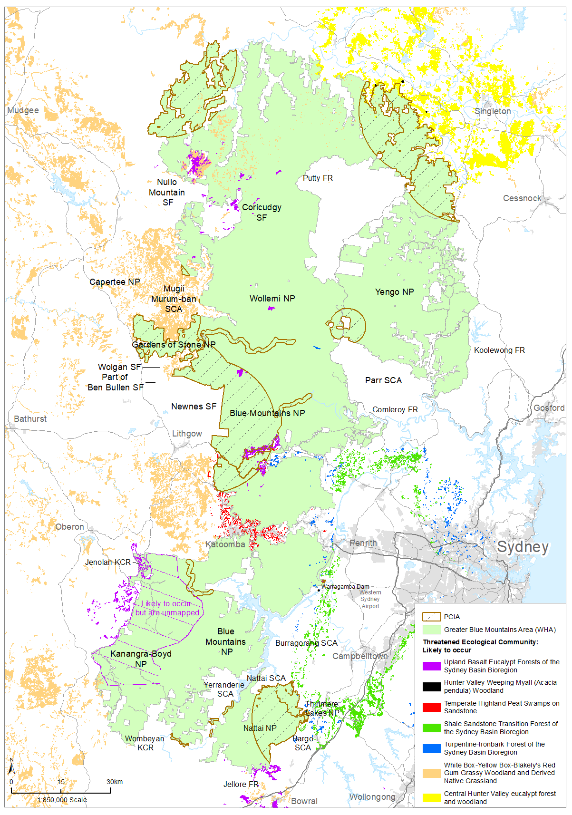 Mudgee
Singleton
Nullo
Mountain
SF
Putty FR
Coricudgy
SF
Cessnock
Capertee NP
Mugii
Murum-ban
SCA
Wollemi NP
Yengo NP
Gardens of Stone NP
Wolgan SF
Part of
Ben Bullen SF
Koolewong FR
Parr SCA
Newnes SF
Blue Mountains NP
Comleroy FR
Gosford
Bathurst
Lithgow
Oberon
Katoomba
Penrith
Sydney
Jenolan KCR
Likely to occur
but are unmapped
Warragamba Dam
Western
Sydney
Airport
Kanangra-Boyd
NP
Blue
Mountains
NP
Burragorang SCA
Campbelltown
Nattai SCA
Yerranderie
SCA
Thirlmere
Lakes NP
Nattai NP
Bargo
SCA
Wombeyan
KCR
Jellore FR
Bowral
Wollongong
N
0 15 30km
1:850,000 Scale
PCIA
Greater Blue Mountains Area (WHA)
Threatened Ecological Community:
Likely to occur
Upland Basalt Eucalypt Forests of the
Sydney Basin Bioregion
Hunter Valley Weeping Myall (Acacia
pendula) Woodland
Temperate Highland Peat Swamps on
Sandstone
Shale Sandstone Transition Forest of
the Sydney Basin Bioregion
Turpentine-Ironbark Forest of the
Sydney Basin Bioregion
White Box-Yellow Box-Blakely's Red
Gum Grassy Woodland and Derived
Native Grassland
Central Hunter Valley eucalypt forest
and woodland